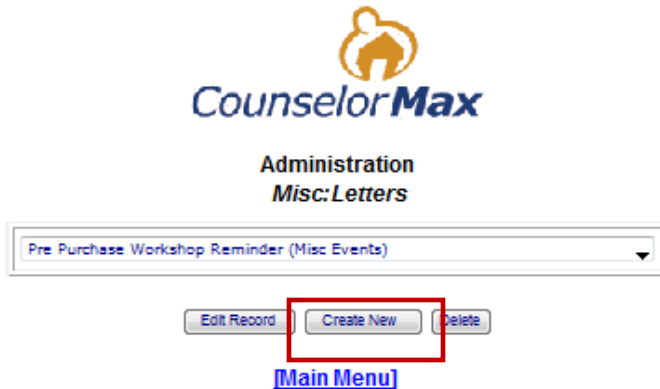 CounselorMax
Administration
Misc:Letters
Pre Purchase Workshop Reminder (Misc Events)
Edit Record Create New Delete
[Main Menu]